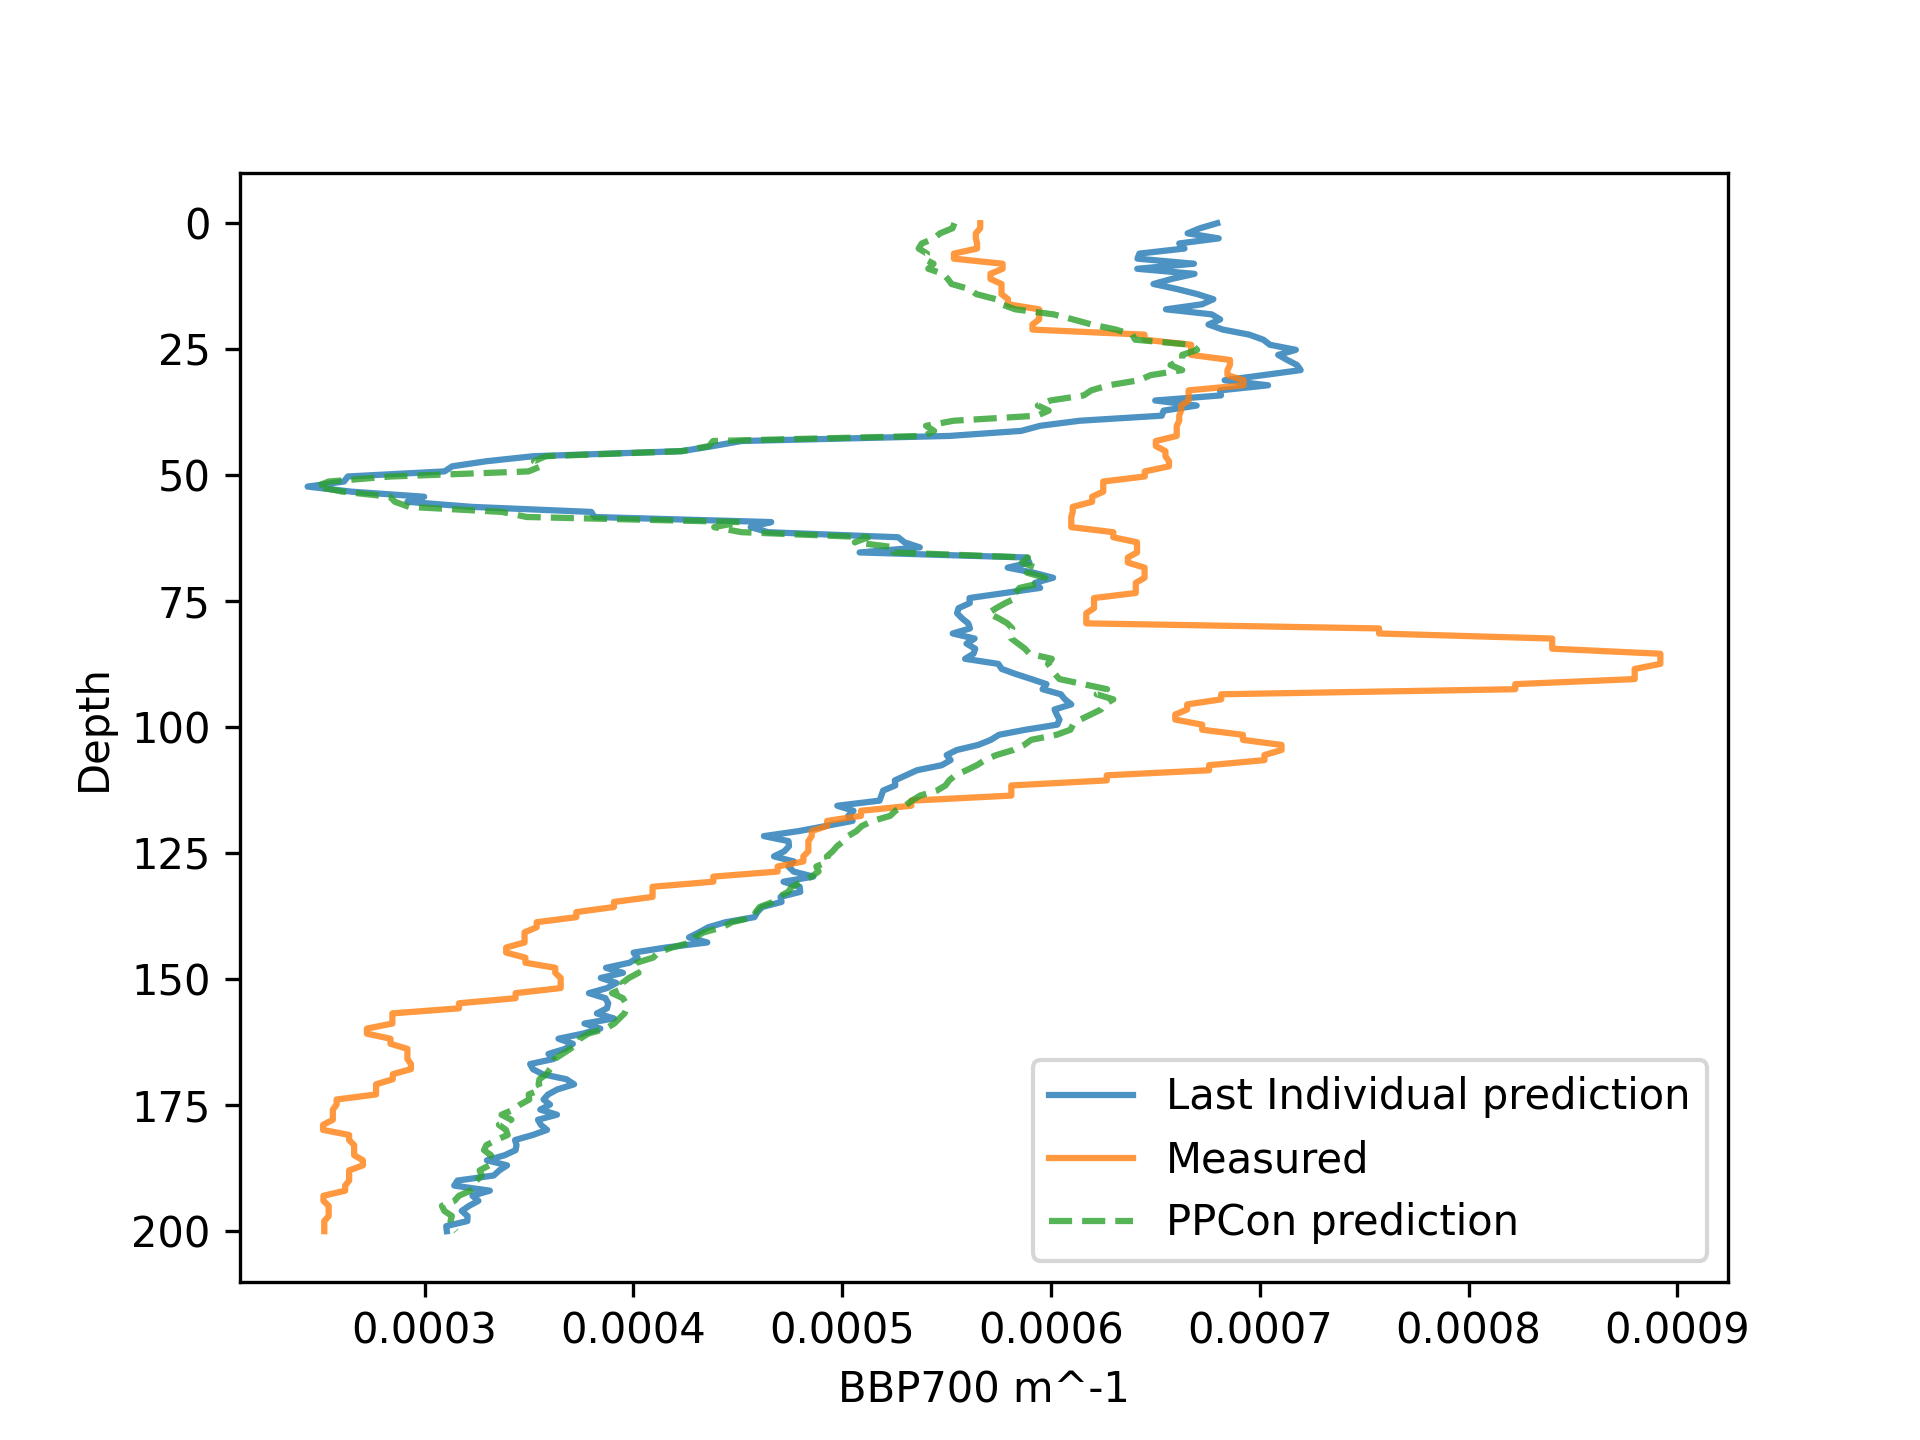 0
25
50
75
100
125
150
175
200
Depth
0.0003 0.0004 0.0005 0.0006 0.0007 0.0008 0.0009
BBP700 m^-1
Last Individual prediction
Measured
PPCon prediction